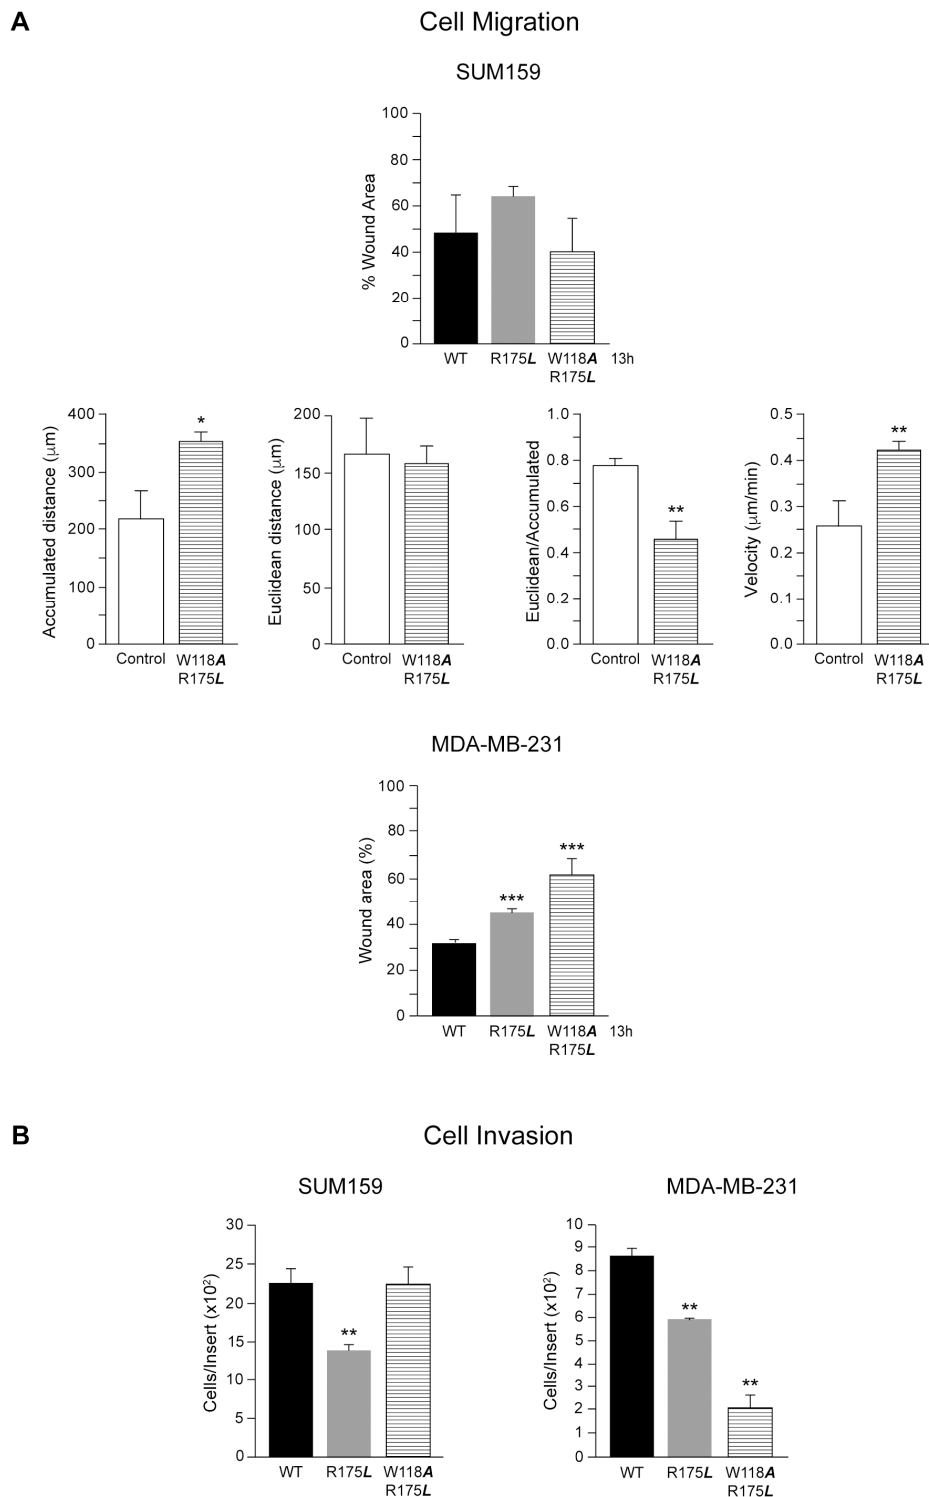 A
Cell Migration
SUM159
% Wound Area
100
80
60
40
20
0
WT R175L W118A 13h
R175L
Accumulated distance (μm)
400
300
200
100
0
*
Control W118A
R175L
Euclidean distance (μm)
200
150
100
50
0
Control W118A
R175L
Euclidean/Accumulated
1.0
0.8
0.6
0.4
0.2
0.0
**
Control W118A
R175L
Velocity (μm/min)
0.5
0.4
0.3
0.2
0.1
0.0
**
Control W118A
R175L
MDA-MB-231
Wound area (%)
100
80
60
40
20
0
***
***
WT R175L W118A 13h
R175L
B
Cell Invasion
SUM159
Cells/Insert (x10²)
30
25
20
15
10
5
0
**
WT R175L W118A
R175L
MDA-MB-231
Cells/Insert (x10²)
10
9
8
7
6
5
4
3
2
1
0
**
**
WT R175L W118A
R175L